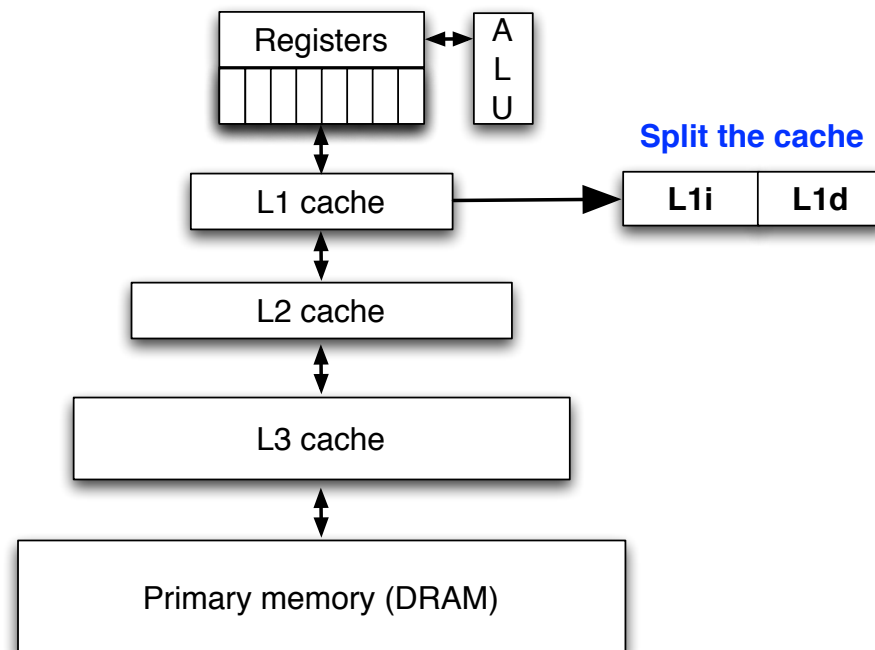 Registers
A
L
U
Split the cache
L1 cache
L1i
L1d
L2 cache
L3 cache
Primary memory (DRAM)